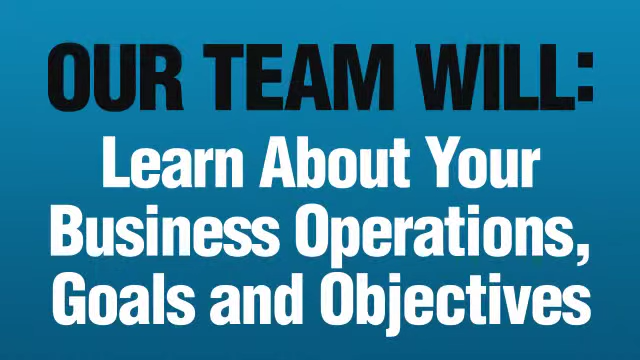 OUR TEAM WILL:
Learn About Your
Business Operations,
Goals and Objectives